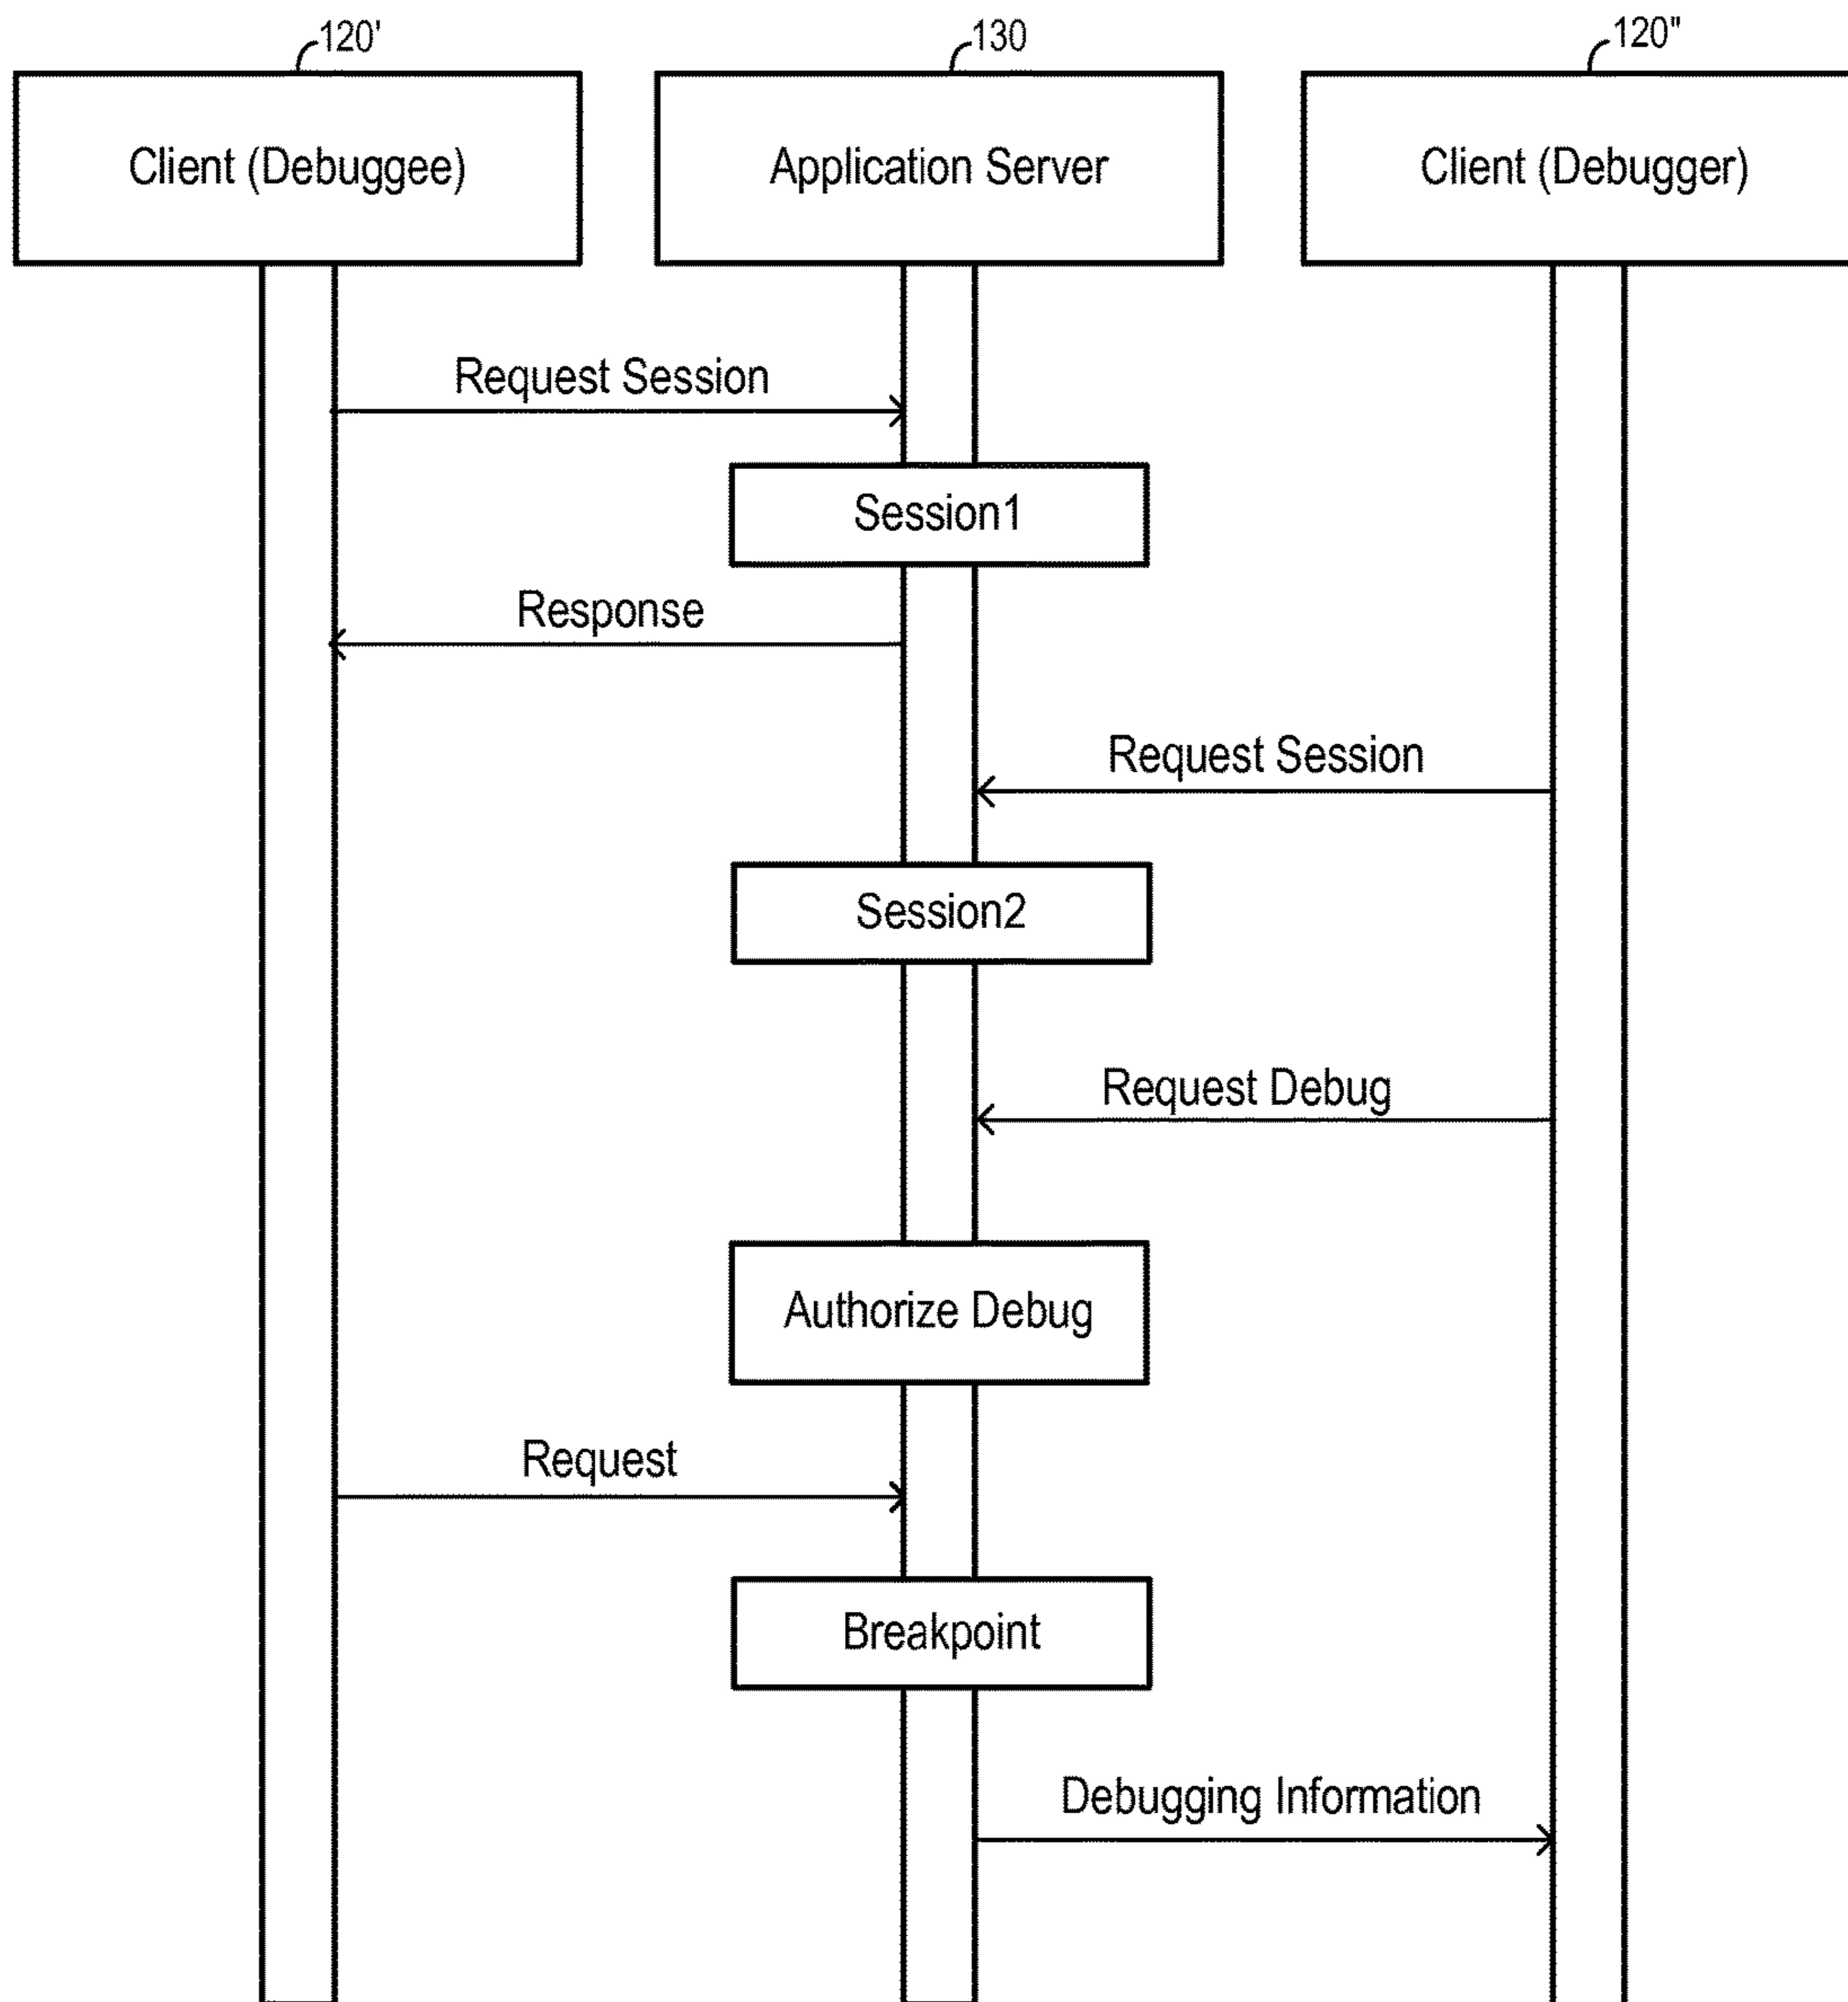 120'
130
120"
Client (Debuggee)
Application Server
Client (Debugger)
Request Session
Session1
Response
Request Session
Session2
Request Debug
Authorize Debug
Request
Breakpoint
Debugging Information